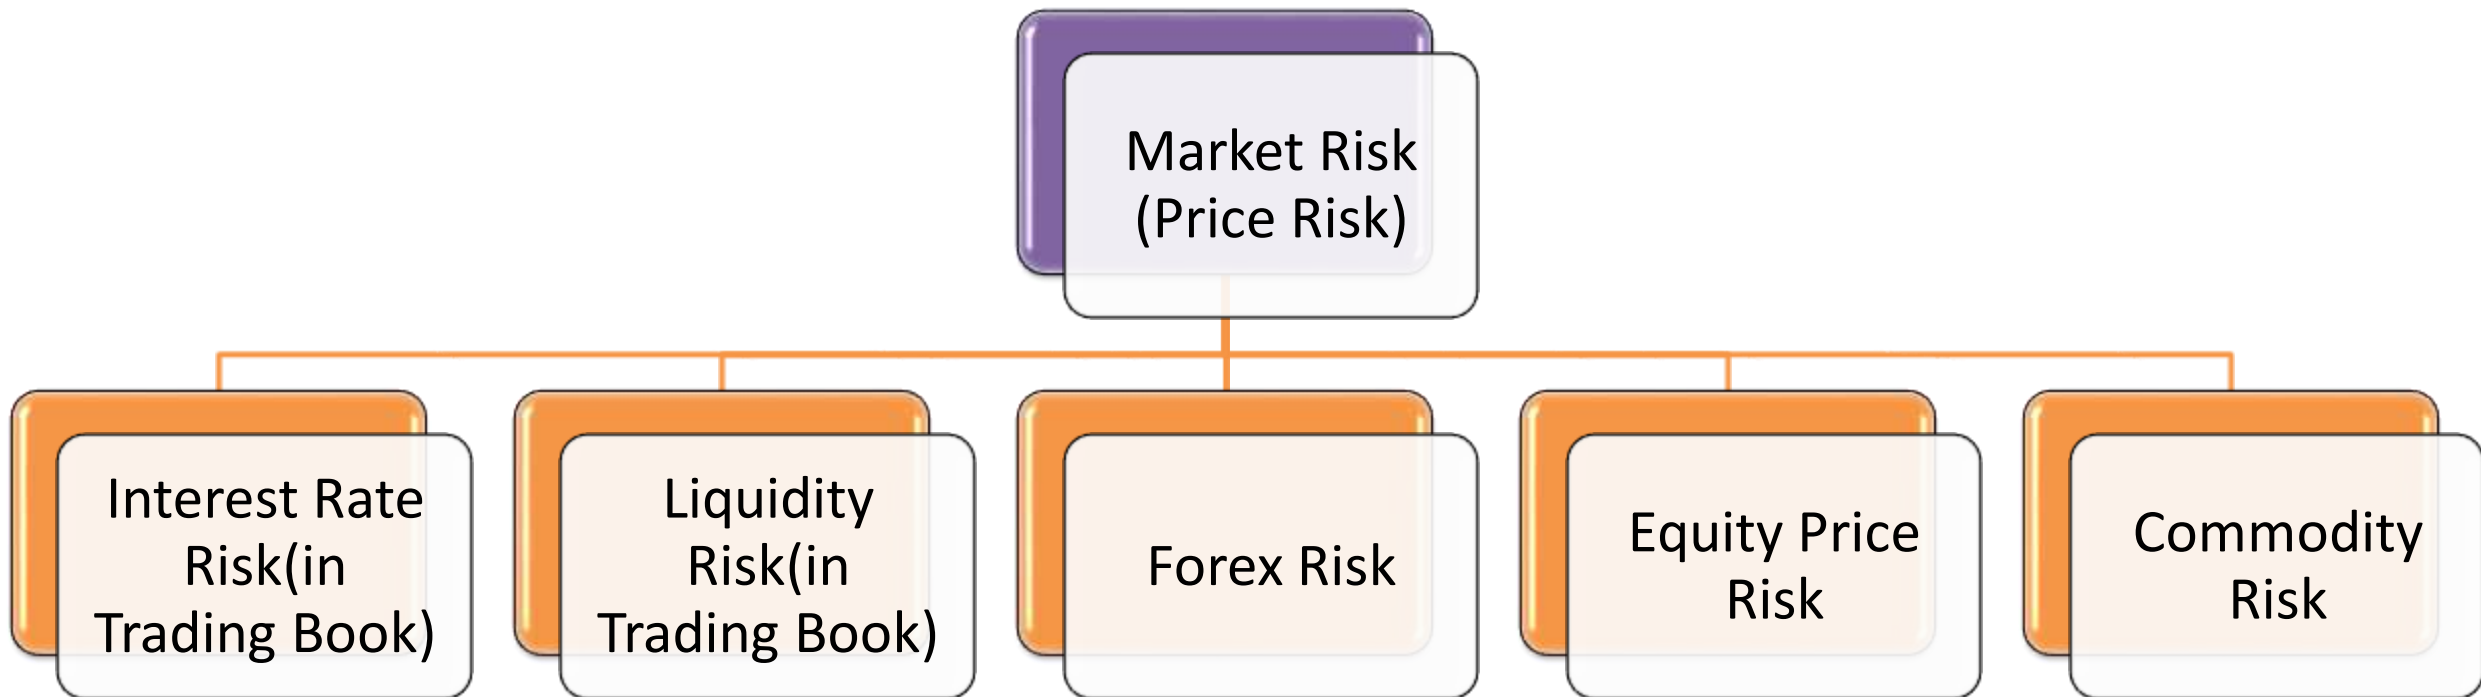 Market Risk
(Price Risk)
Interest Rate
Risk(in
Trading Book)
Liquidity
Risk(in
Trading Book)
Forex Risk
Equity Price
Risk
Commodity
Risk